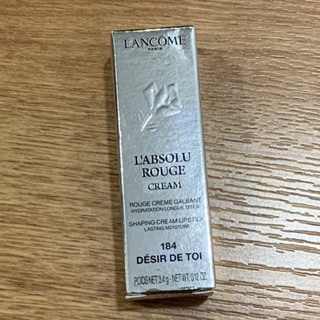 LANCÔME
PARIS
L'ABSOLU
ROUGE
CREAM
ROUGE CRÈME GALBANT
HYDRATATION LONGUE TENUE
SHAPING CREAM LIPSTICK
LASTING MOISTURE
184
DÉSIR DE TOI
POIDS NET 3.4 g - NET WT. 0.12 OZ.